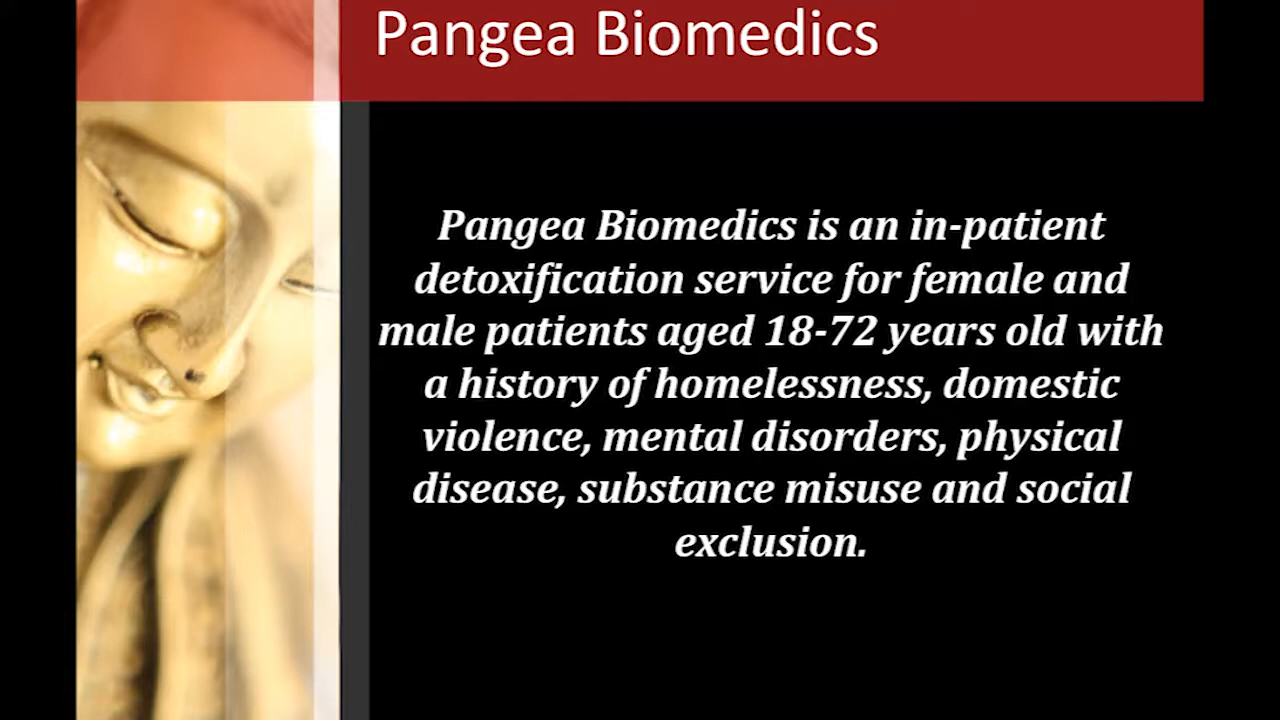 Pangea Biomedics
Pangea Biomedics is an in-patient
detoxification service for female and
male patients aged 18-72 years old with
a history of homelessness, domestic
violence, mental disorders, physical
disease, substance misuse and social
exclusion.